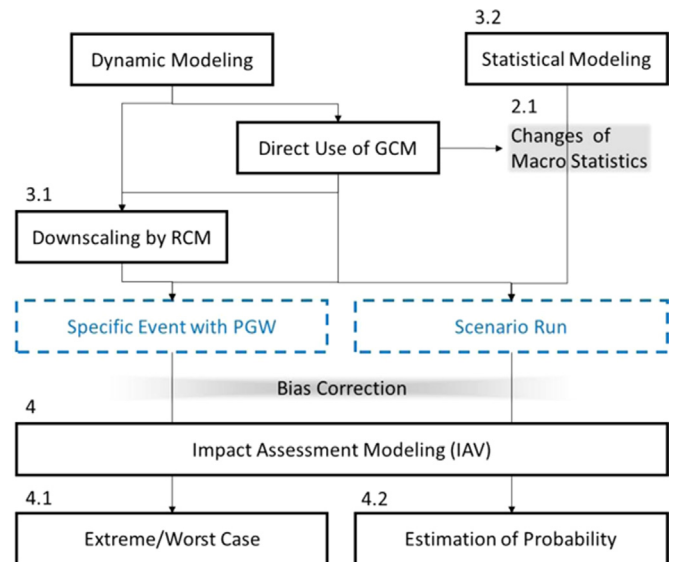 3.2
Dynamic Modeling
Statistical Modeling
2.1
Direct Use of GCM
Changes of
Macro Statistics
3.1
Downscaling by RCM
Specific Event with PGW
Scenario Run
Bias Correction
4
Impact Assessment Modeling (IAV)
4.1
4.2
Extreme/Worst Case
Estimation of Probability